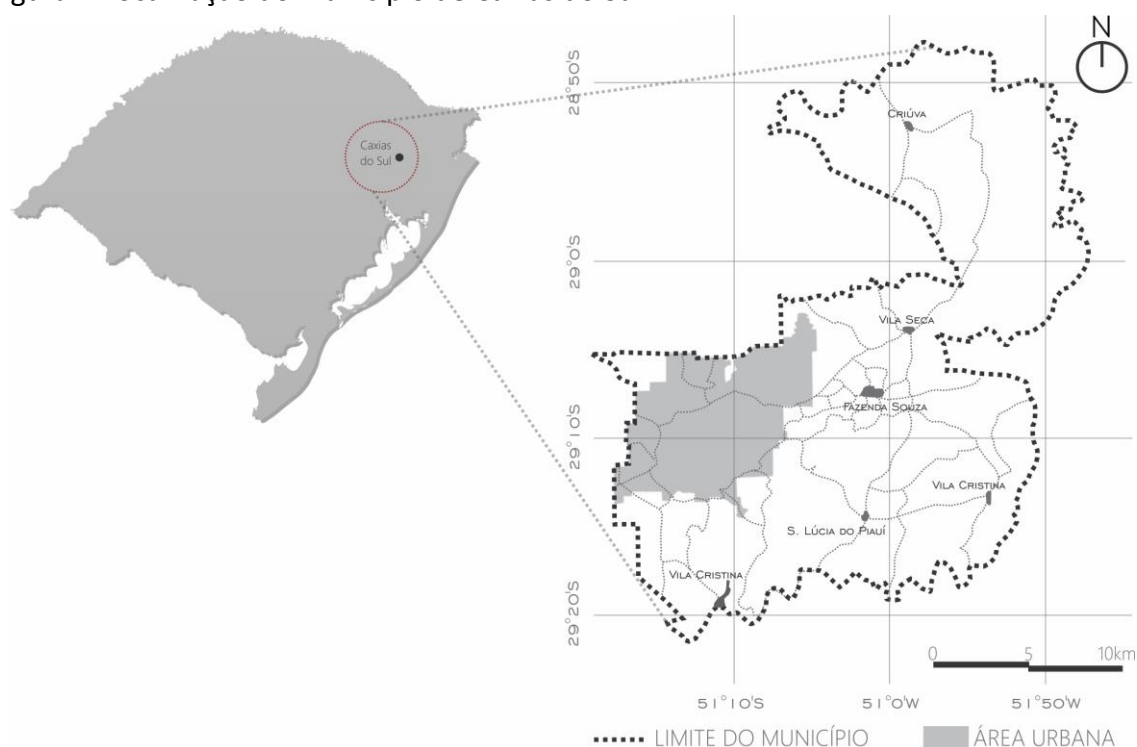 N
28°50'S
CRIÚVA
Caxias
do Sul
29°0'S
VILA SECA
FAZENDA SOUZA
29°10'S
VILA CRISTINA
S. LÚCIA DO PIAUÍ
VILA CRISTINA
29°20'S
0 5 10km
51°10'S 51°0'W 51°50'W
LIMITE DO MUNICÍPIO ÁREA URBANA